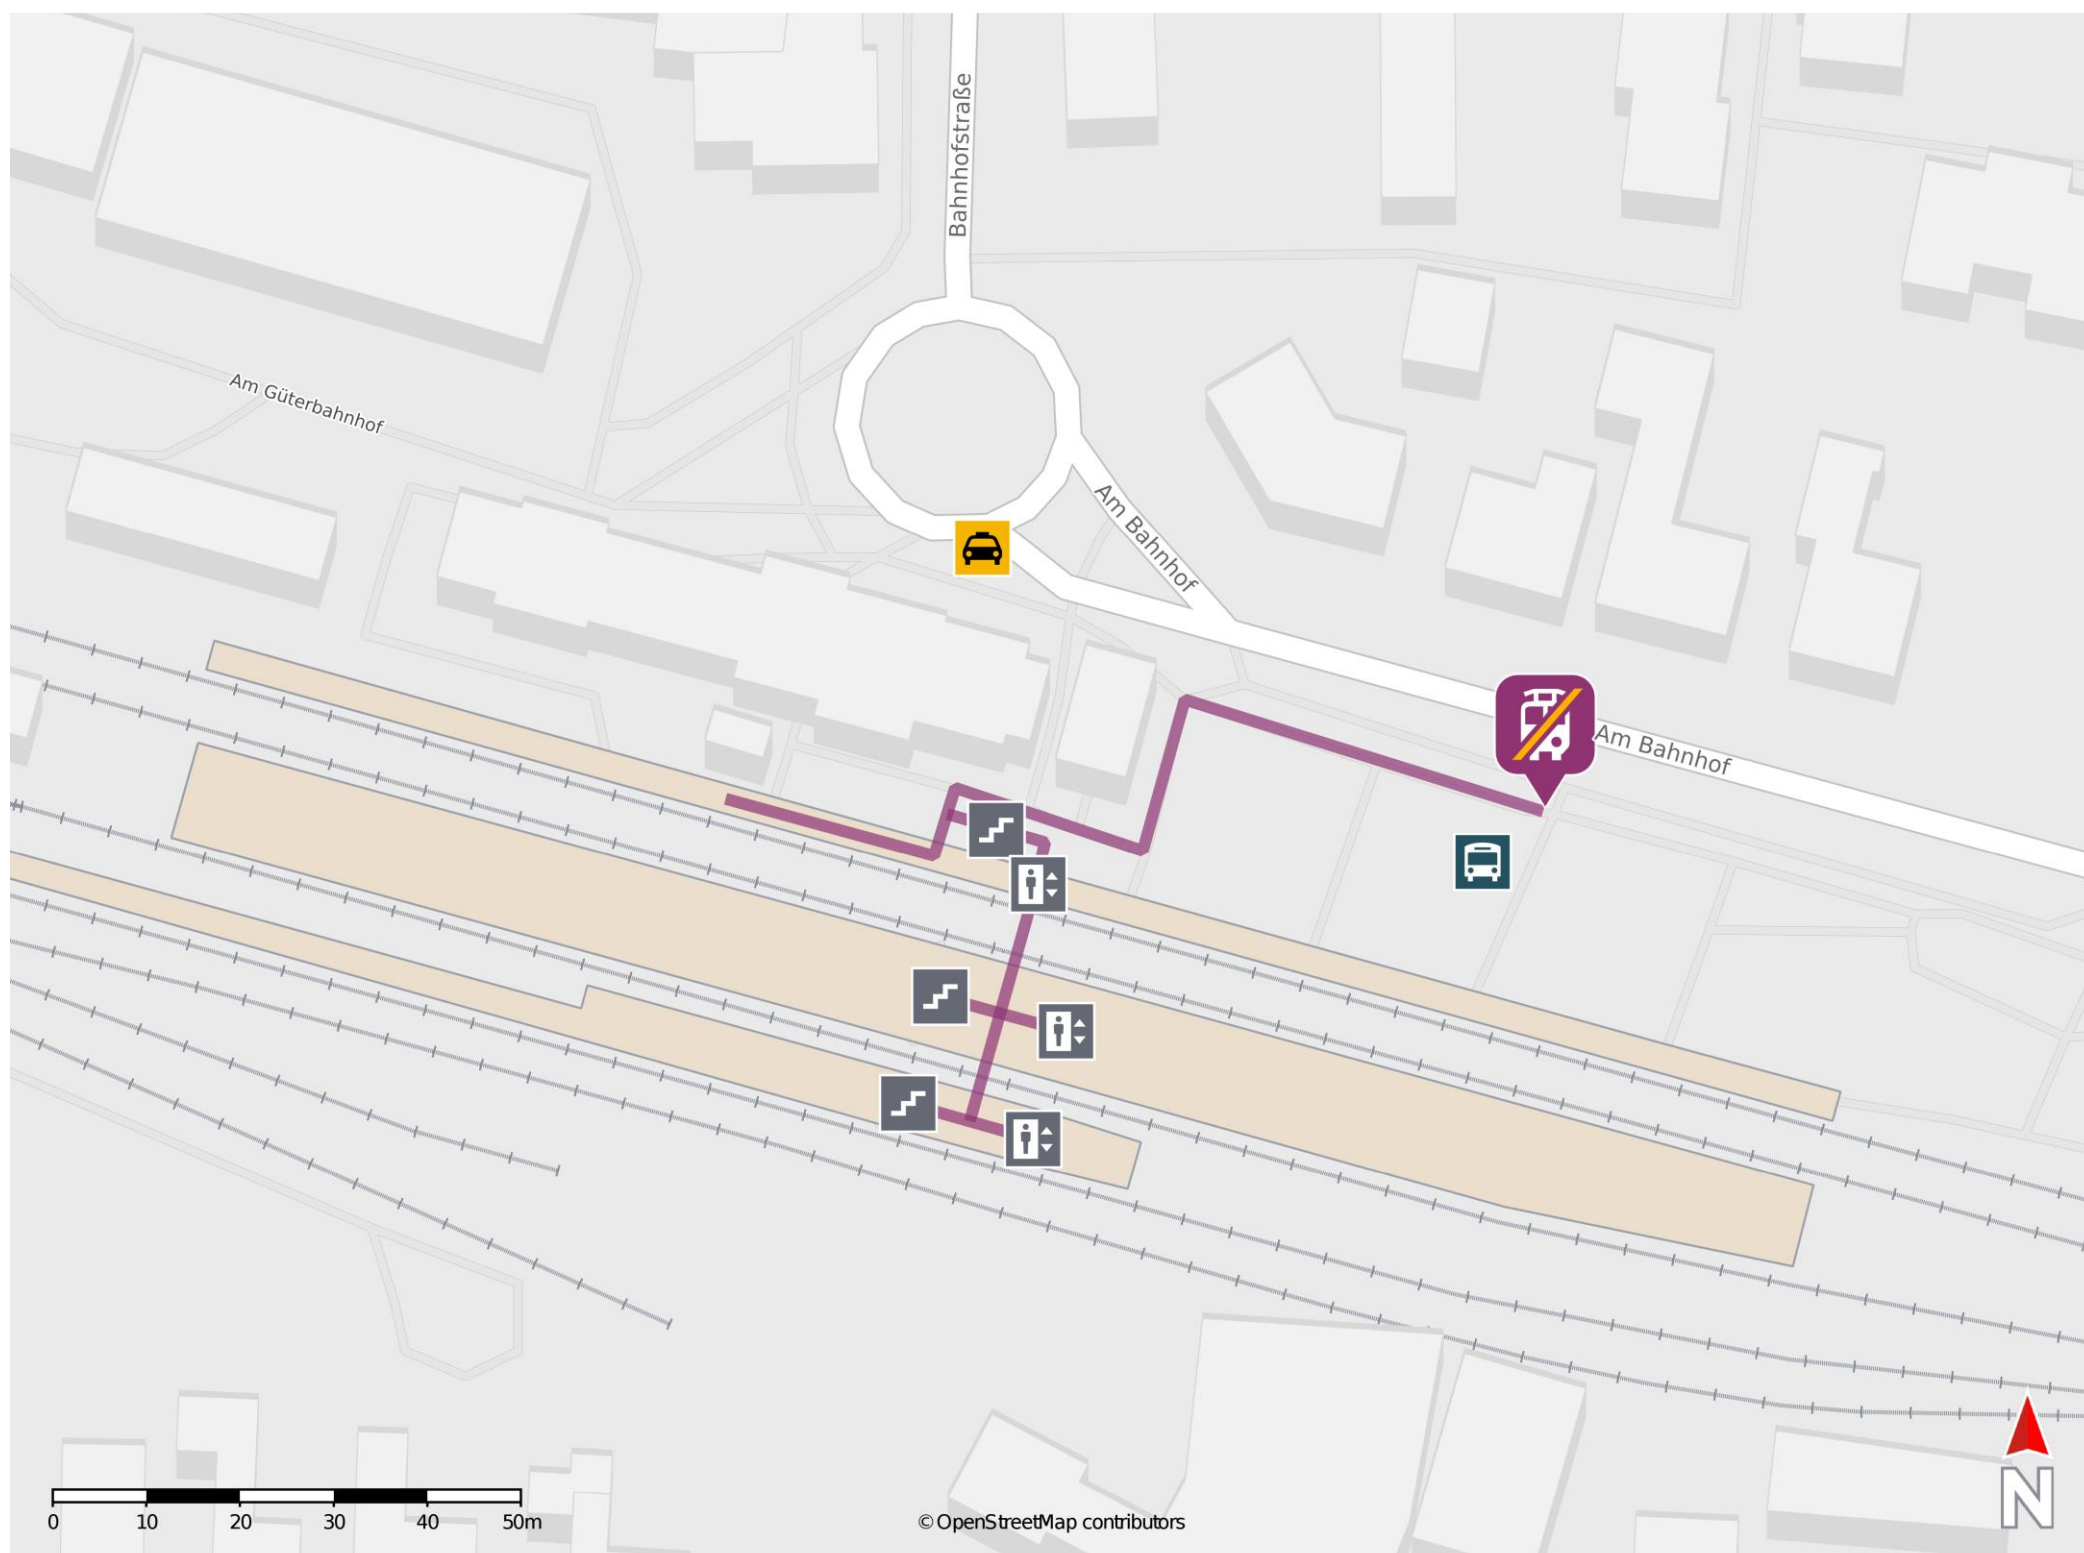 Bahnhofstraße
Am Güterbahnhof
Am Bahnhof
Am Bahnhof
0 10 20 30 40 50m
© OpenStreetMap contributors
N